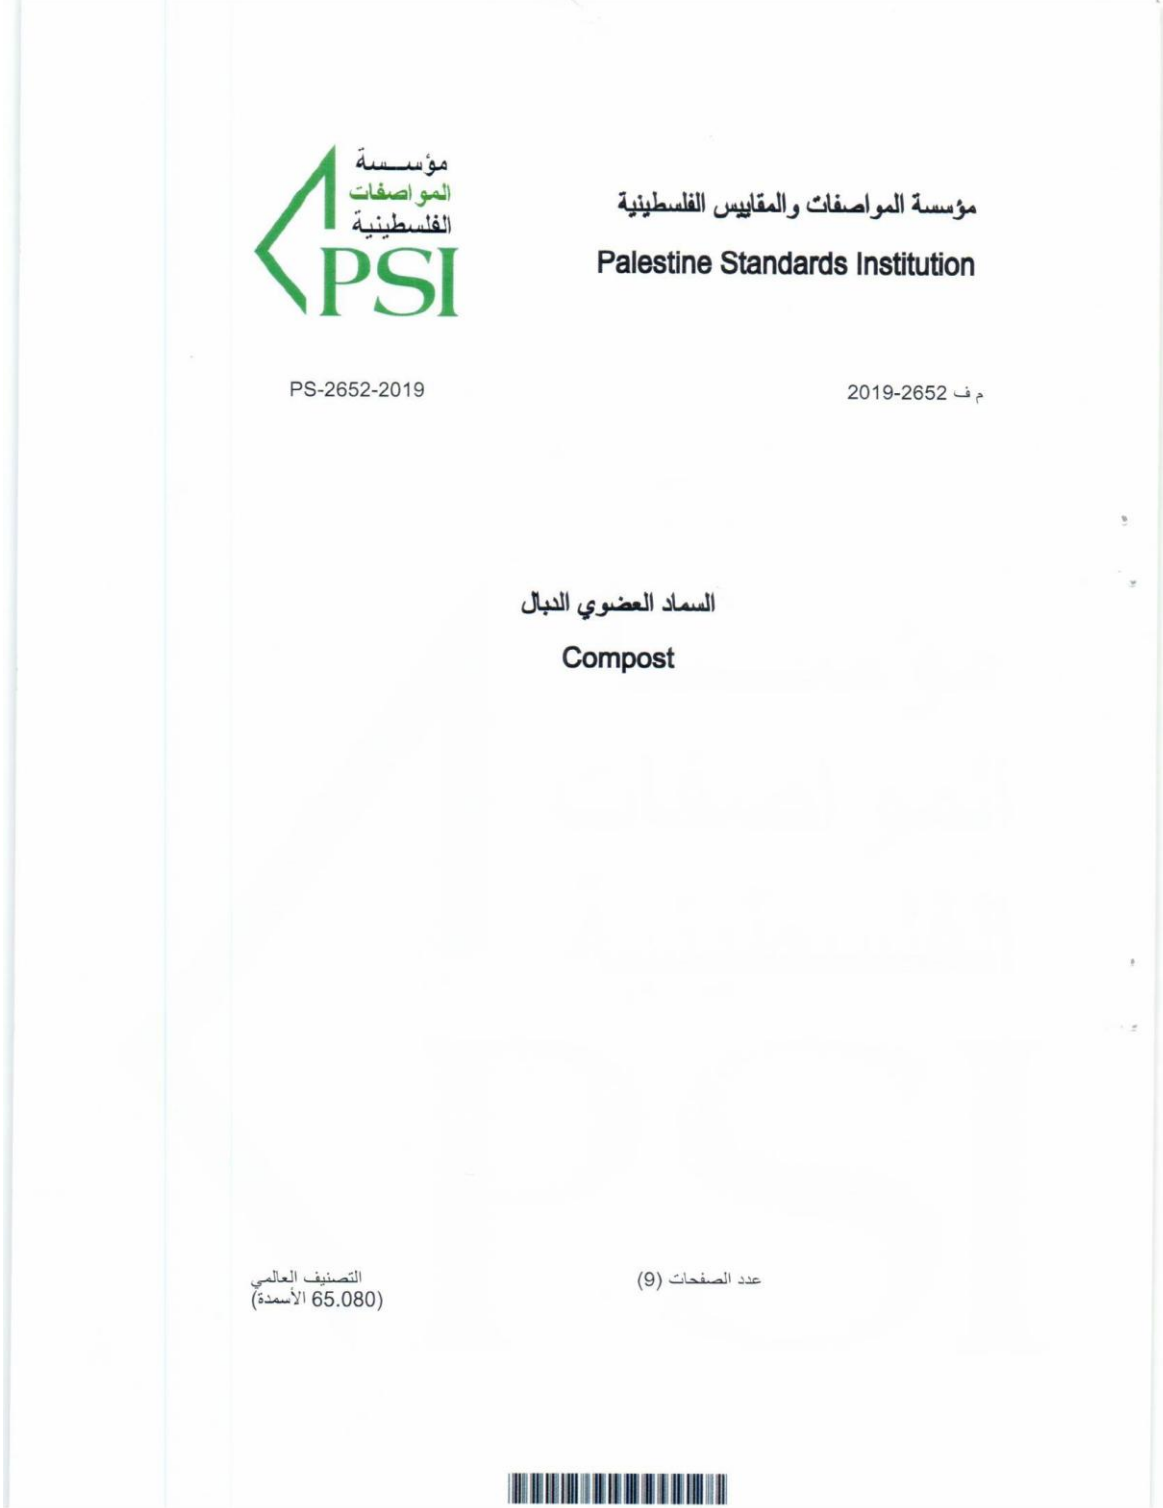 مؤسسة
المواصفات
الفلسطينية
PSI
مؤسسة المواصفات والمقاييس الفلسطينية
Palestine Standards Institution
PS-2652-2019
م ف 2652-2019
السماد العضوي الدبال
Compost
عدد الصفحات (9)
التصنيف العالمي
(65.080 الأسمدة)